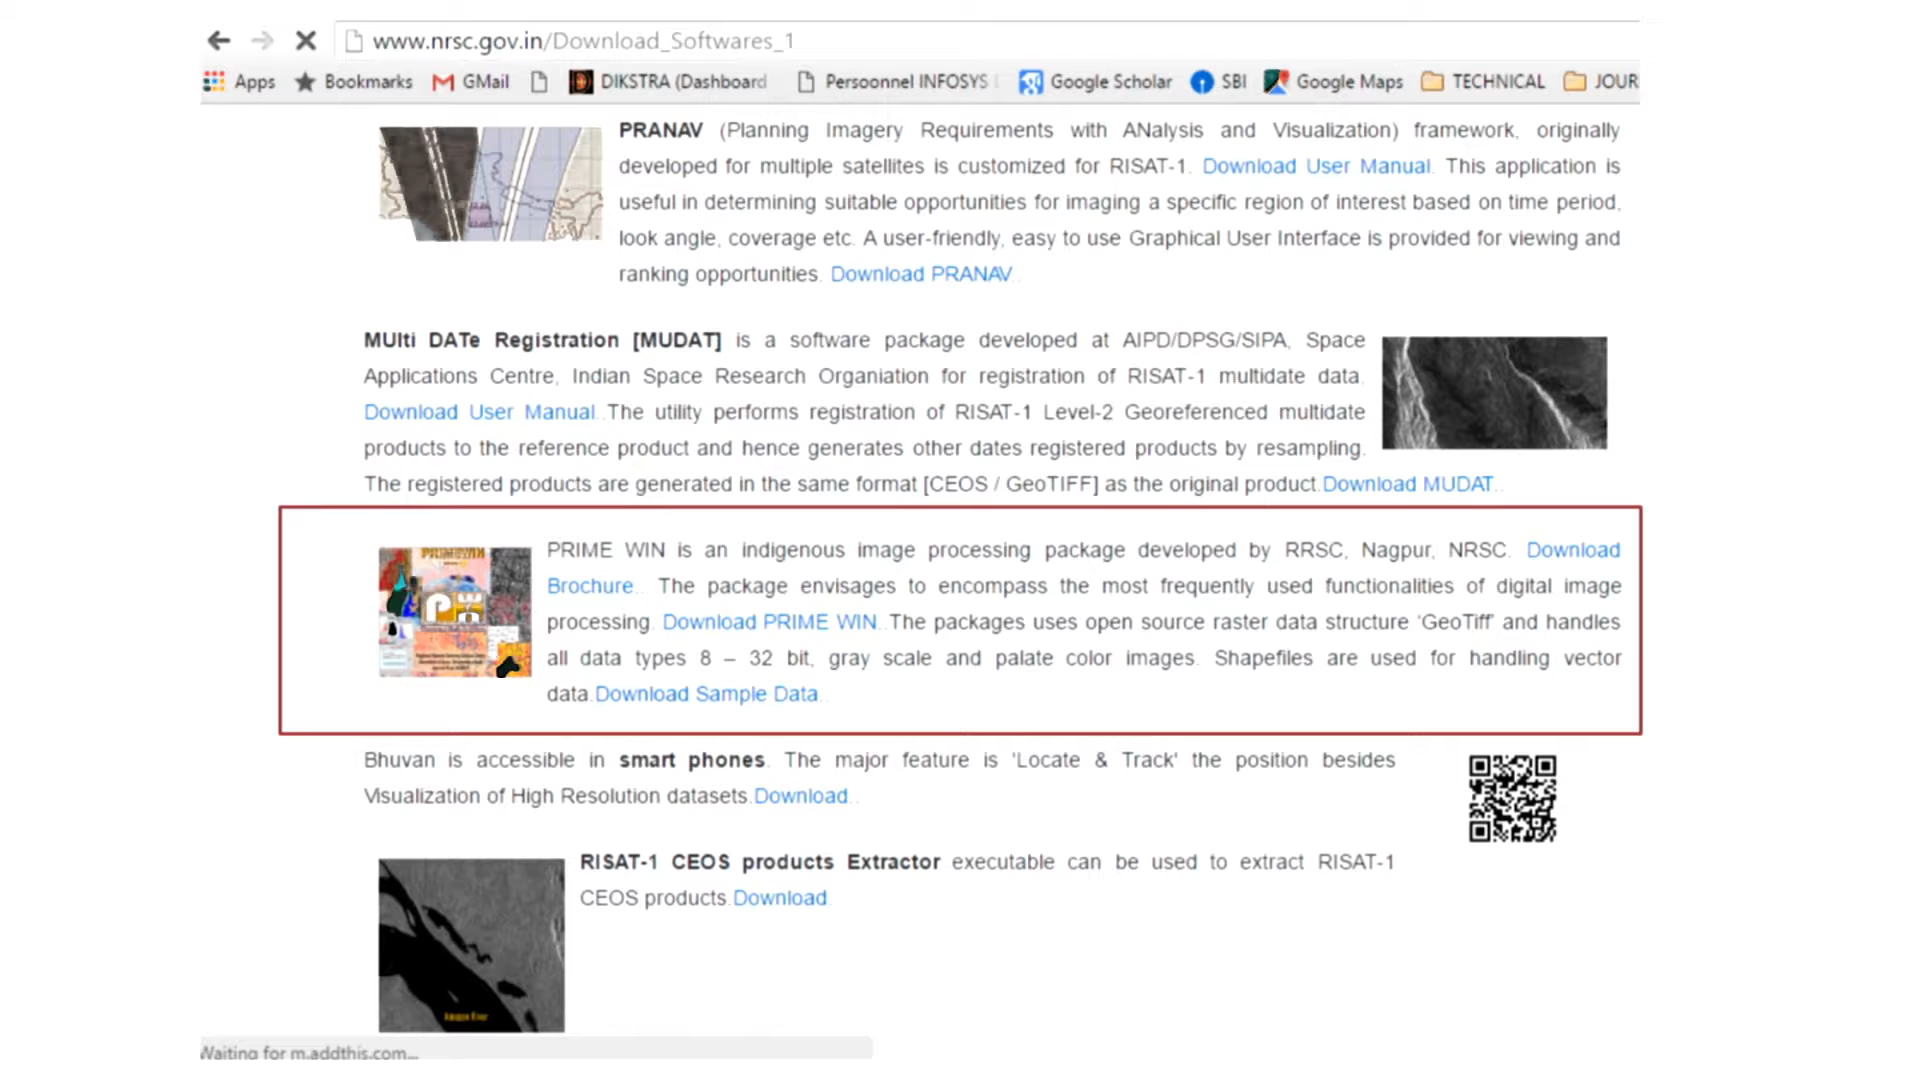 www.nrsc.gov.in/Download_Softwares_1
Apps Bookmarks GMail DIKSTRA (Dashboard Persoonnel INFOSYS Google Scholar SBI Google Maps TECHNICAL JOUR
PRANAV (Planning Imagery Requirements with ANalysis and Visualization) framework, originally
developed for multiple satellites is customized for RISAT-1. Download User Manual. This application is
useful in determining suitable opportunities for imaging a specific region of interest based on time period,
look angle, coverage etc. A user-friendly, easy to use Graphical User Interface is provided for viewing and
ranking opportunities. Download PRANAV..
MUlti DATe Registration [MUDAT] is a software package developed at AIPD/DPSG/SIPA, Space
Applications Centre, Indian Space Research Organiation for registration of RISAT-1 multidate data.
Download User Manual..The utility performs registration of RISAT-1 Level-2 Georeferenced multidate
products to the reference product and hence generates other dates registered products by resampling.
The registered products are generated in the same format [CEOS / GeoTIFF] as the original product.Download MUDAT..
PRIMEWIN
PRIME WIN is an indigenous image processing package developed by RRSC, Nagpur, NRSC. Download
Brochure.. The package envisages to encompass the most frequently used functionalities of digital image
processing. Download PRIME WIN..The packages uses open source raster data structure 'GeoTiff' and handles
all data types 8 – 32 bit, gray scale and palate color images. Shapefiles are used for handling vector
data.Download Sample Data..
Bhuvan is accessible in smart phones. The major feature is 'Locate & Track' the position besides
Visualization of High Resolution datasets.Download..
RISAT-1 CEOS products Extractor executable can be used to extract RISAT-1
CEOS products.Download.
Waiting for m.addthis.com...